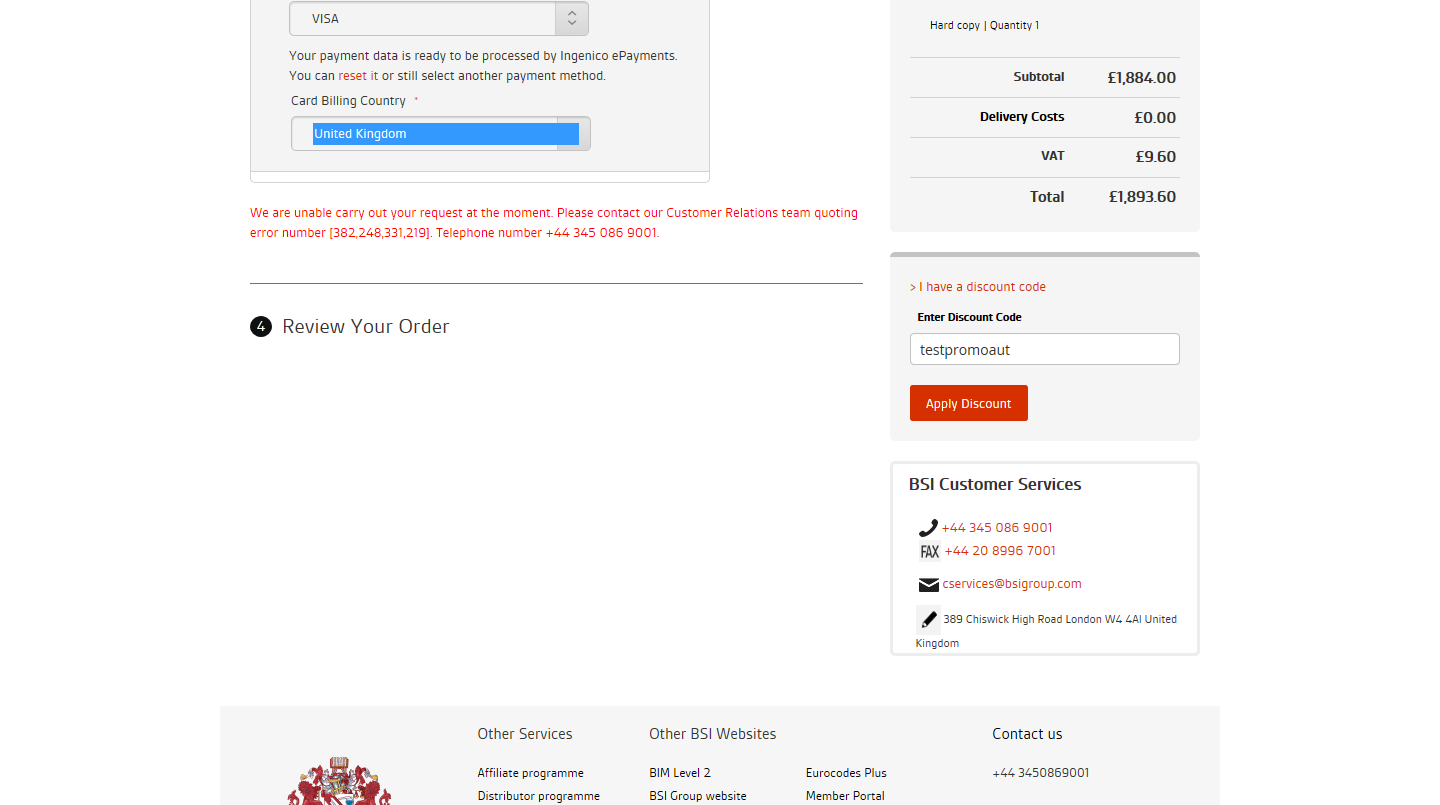 VISA
Your payment data is ready to be processed by Ingenico ePayments.
You can reset it or still select another payment method.
Card Billing Country *
United Kingdom
We are unable carry out your request at the moment. Please contact our Customer Relations team quoting
error number [382,248,331,219]. Telephone number +44 345 086 9001.
4 Review Your Order
Hard copy | Quantity 1
Subtotal £1,884.00
Delivery Costs £0.00
VAT £9.60
Total £1,893.60
> I have a discount code
Enter Discount Code
testpromoaut
Apply Discount
BSI Customer Services
+44 345 086 9001
FAX +44 20 8996 7001
cservices@bsigroup.com
389 Chiswick High Road London W4 4Al United
Kingdom
Other Services
Affiliate programme
Distributor programme
Other BSI Websites
BIM Level 2 Eurocodes Plus
BSI Group website Member Portal
Contact us
+44 3450869001